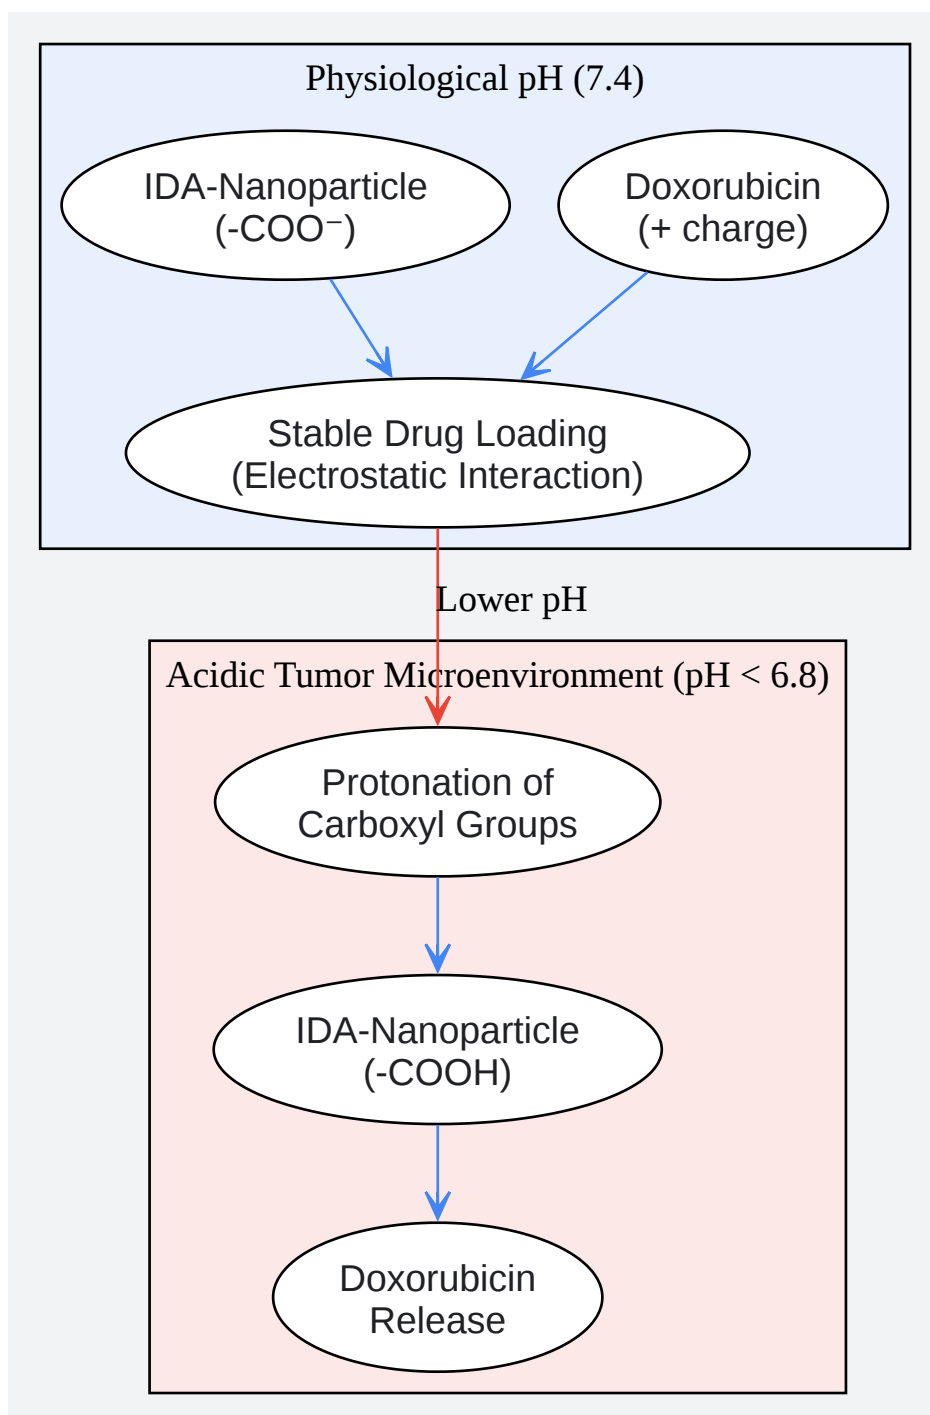 Physiological pH (7.4)
IDA-Nanoparticle
(-COO⁻)
Doxorubicin
(+ charge)
Stable Drug Loading
(Electrostatic Interaction)
Lower pH
Acidic Tumor Microenvironment (pH < 6.8)
Protonation of
Carboxyl Groups
IDA-Nanoparticle
(-COOH)
Doxorubicin
Release